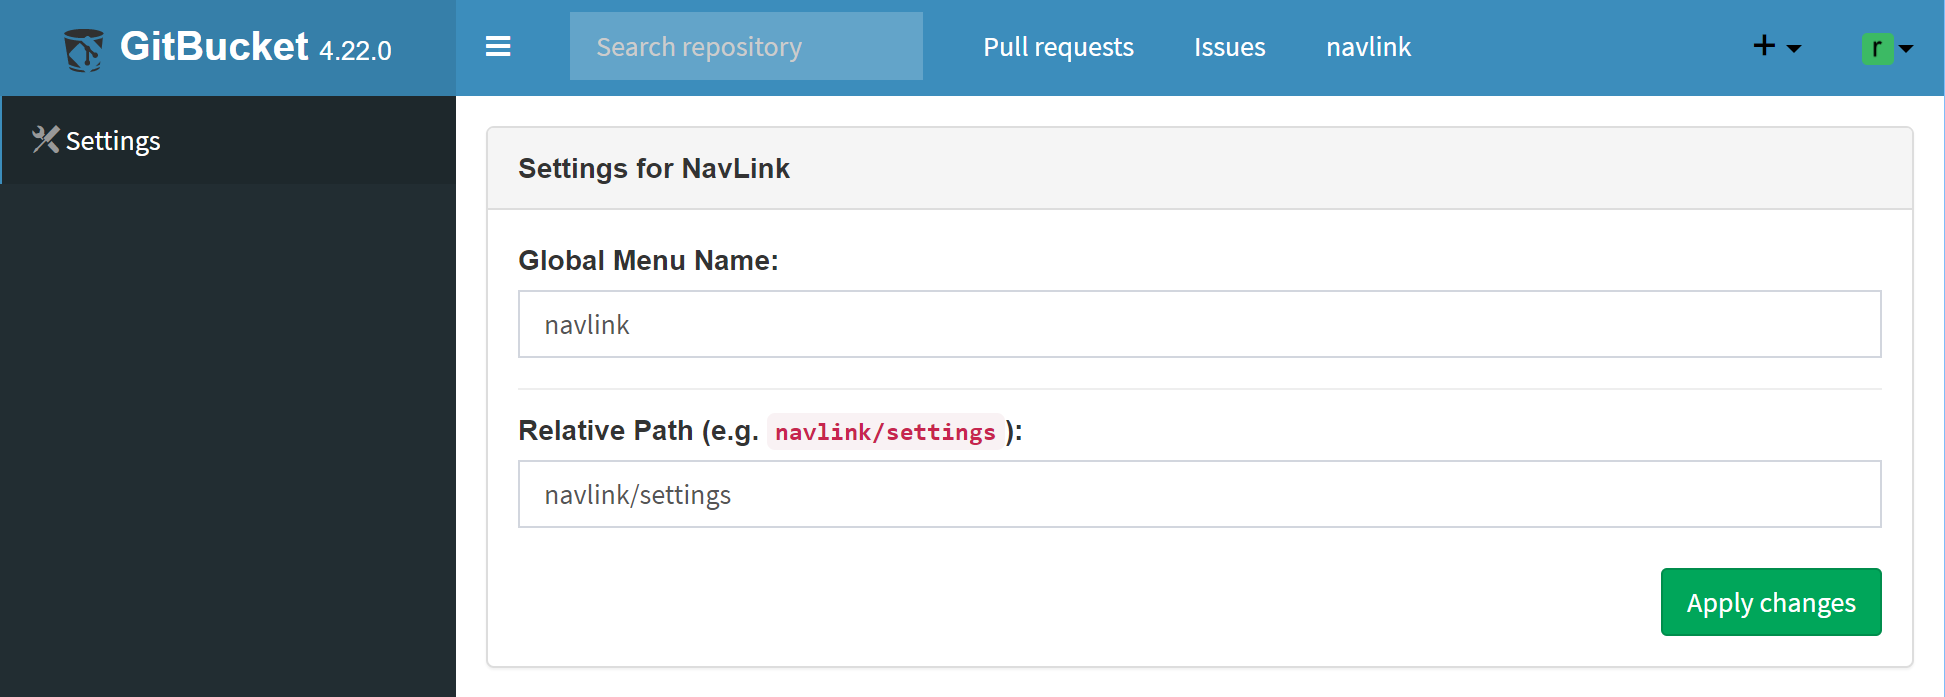 GitBucket 4.22.0
Search repository
Pull requests
Issues
navlink
+
r
Settings
Settings for NavLink
Global Menu Name:
navlink
Relative Path (e.g. navlink/settings):
navlink/settings
Apply changes